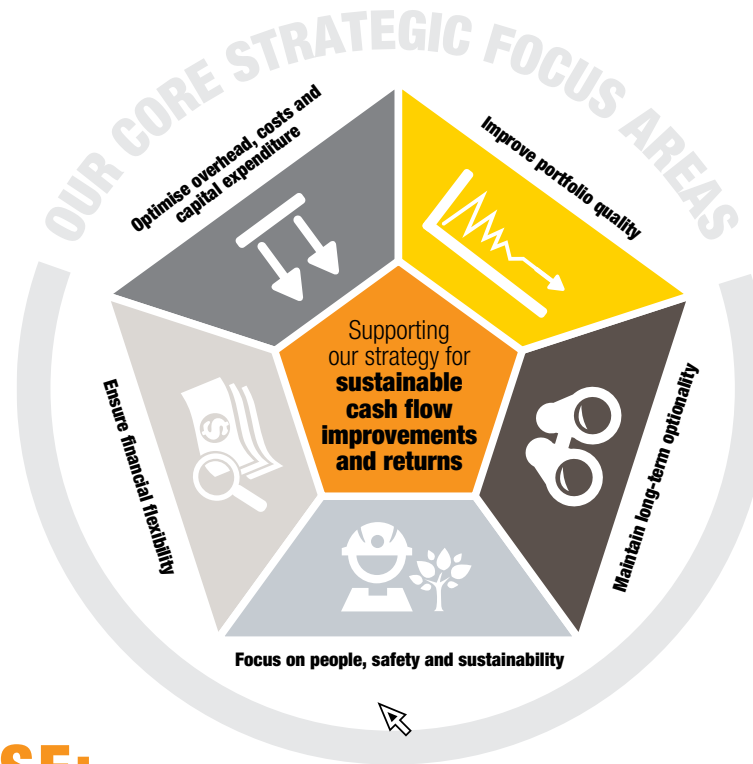 OUR CORE STRATEGIC FOCUS AREAS
Optimise overhead, costs and
capital expenditure
Improve portfolio quality
Supporting
our strategy for
sustainable
cash flow
improvements
and returns
Ensure financial flexibility
Maintain long-term optionality
Focus on people, safety and sustainability